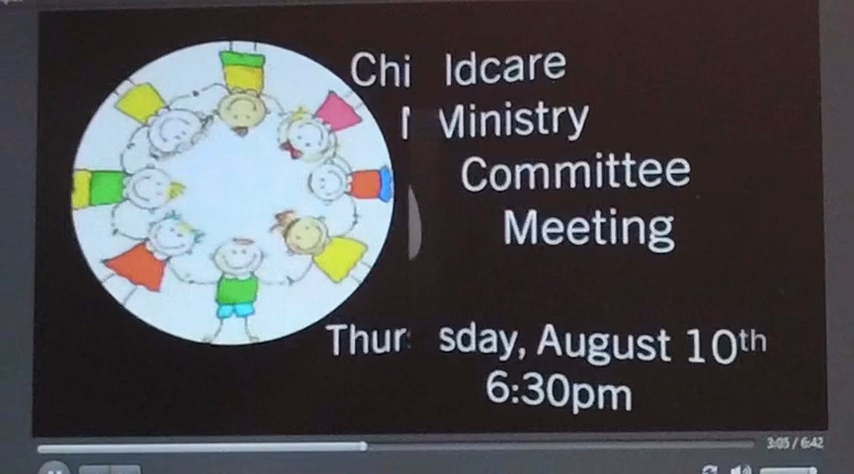 Childcare
Ministry
Committee
Meeting
Thursday, August 10th
6:30pm
3:05 / 6:42